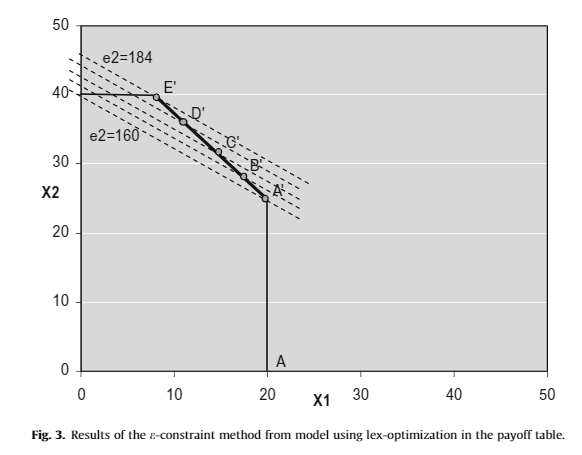 50
e2=184
E'
40
D'
e2=160
C'
30
B'
X2
A'
20
10
A
0
0
10
20
X1
30
40
50
Fig. 3. Results of the ε-constraint method from model using lex-optimization in the payoff table.